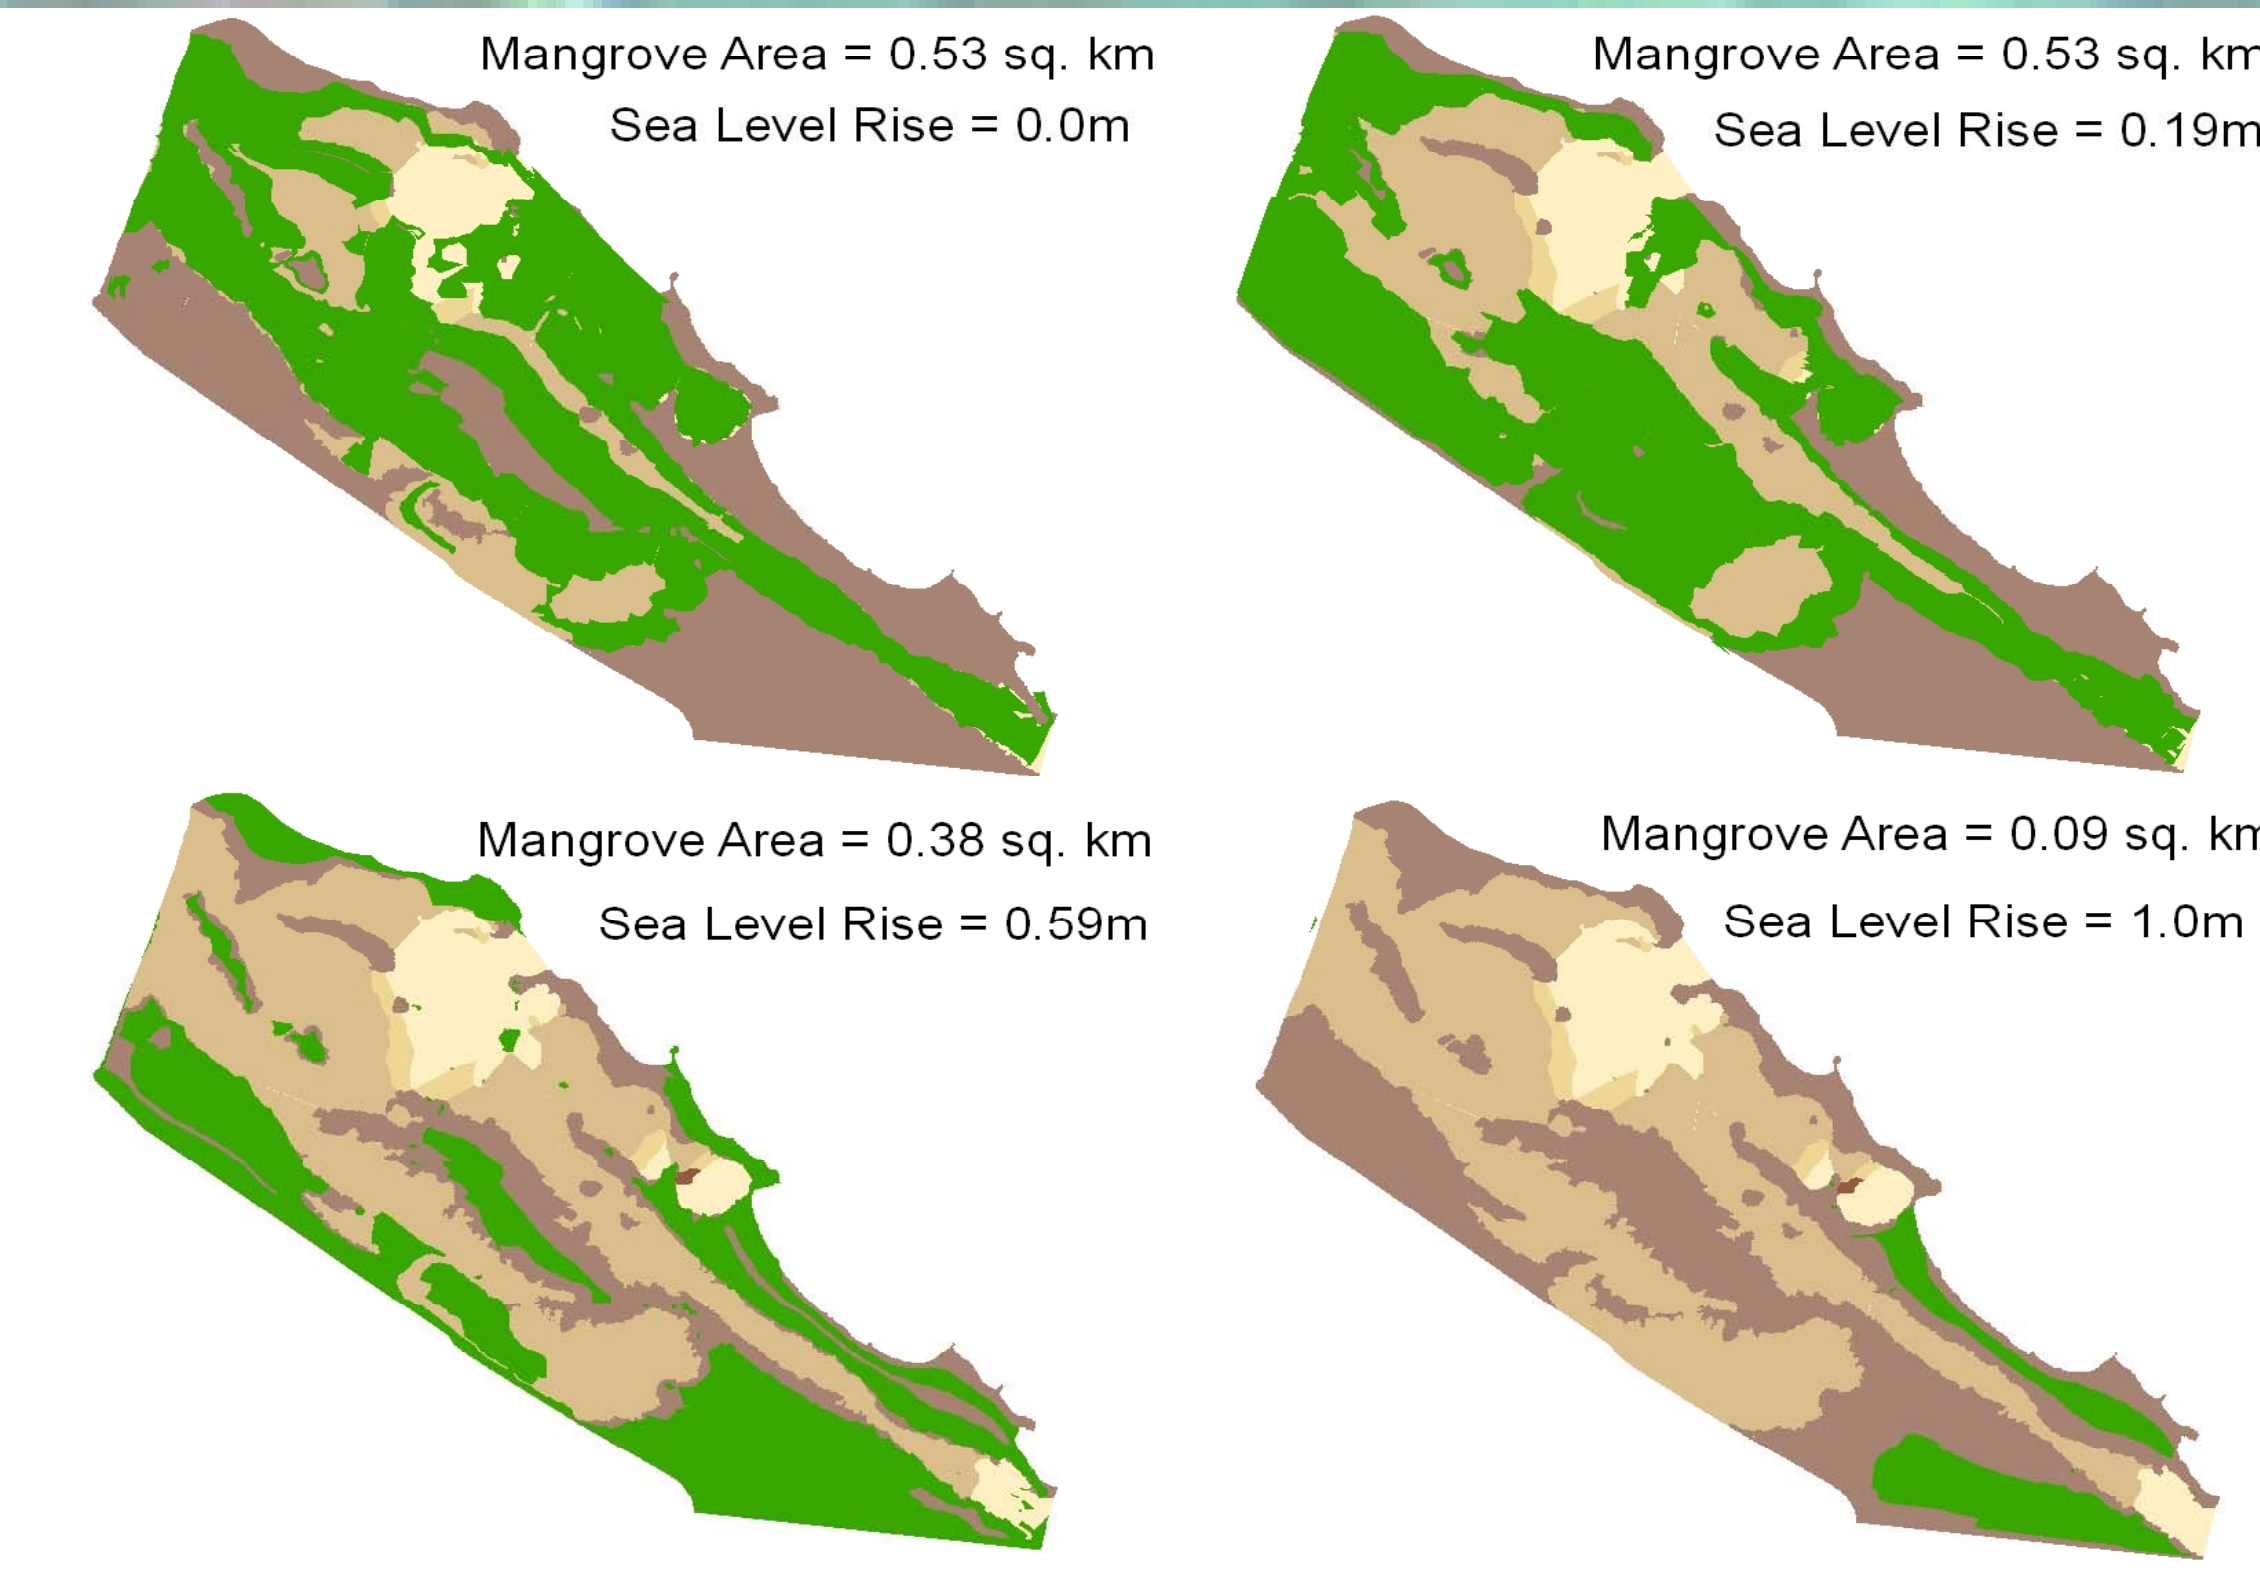 Mangrove Area = 0.53 sq. km
Sea Level Rise = 0.0m
Mangrove Area = 0.53 sq. km
Sea Level Rise = 0.19m
Mangrove Area = 0.38 sq. km
Sea Level Rise = 0.59m
Mangrove Area = 0.09 sq. km
Sea Level Rise = 1.0m